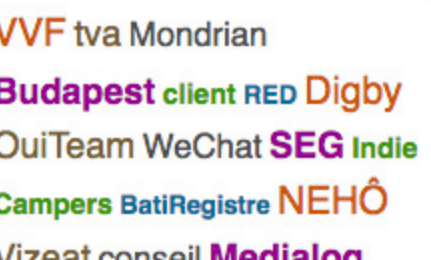 VVF tva Mondrian
Budapest client RED Digby
OuiTeam WeChat SEG Indie
Campers BatiRegistre NEHÔ
Vizeat conseil Medialog